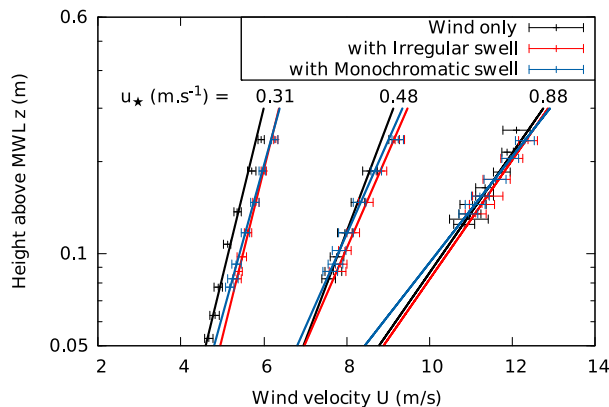 0.6
Wind only
with Irregular swell
with Monochromatic swell
u★ (m.s⁻¹) = 0.31 0.48 0.88
Height above MWL z (m)
0.1
0.05
2 4 6 8 10 12 14
Wind velocity U (m/s)